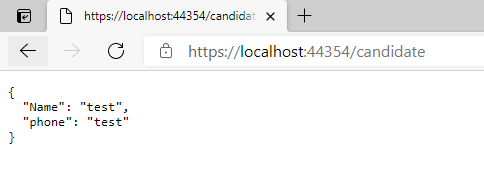 https://localhost:44354/candidate
https://localhost:44354/candidate
{
"Name": "test",
"phone": "test"
}